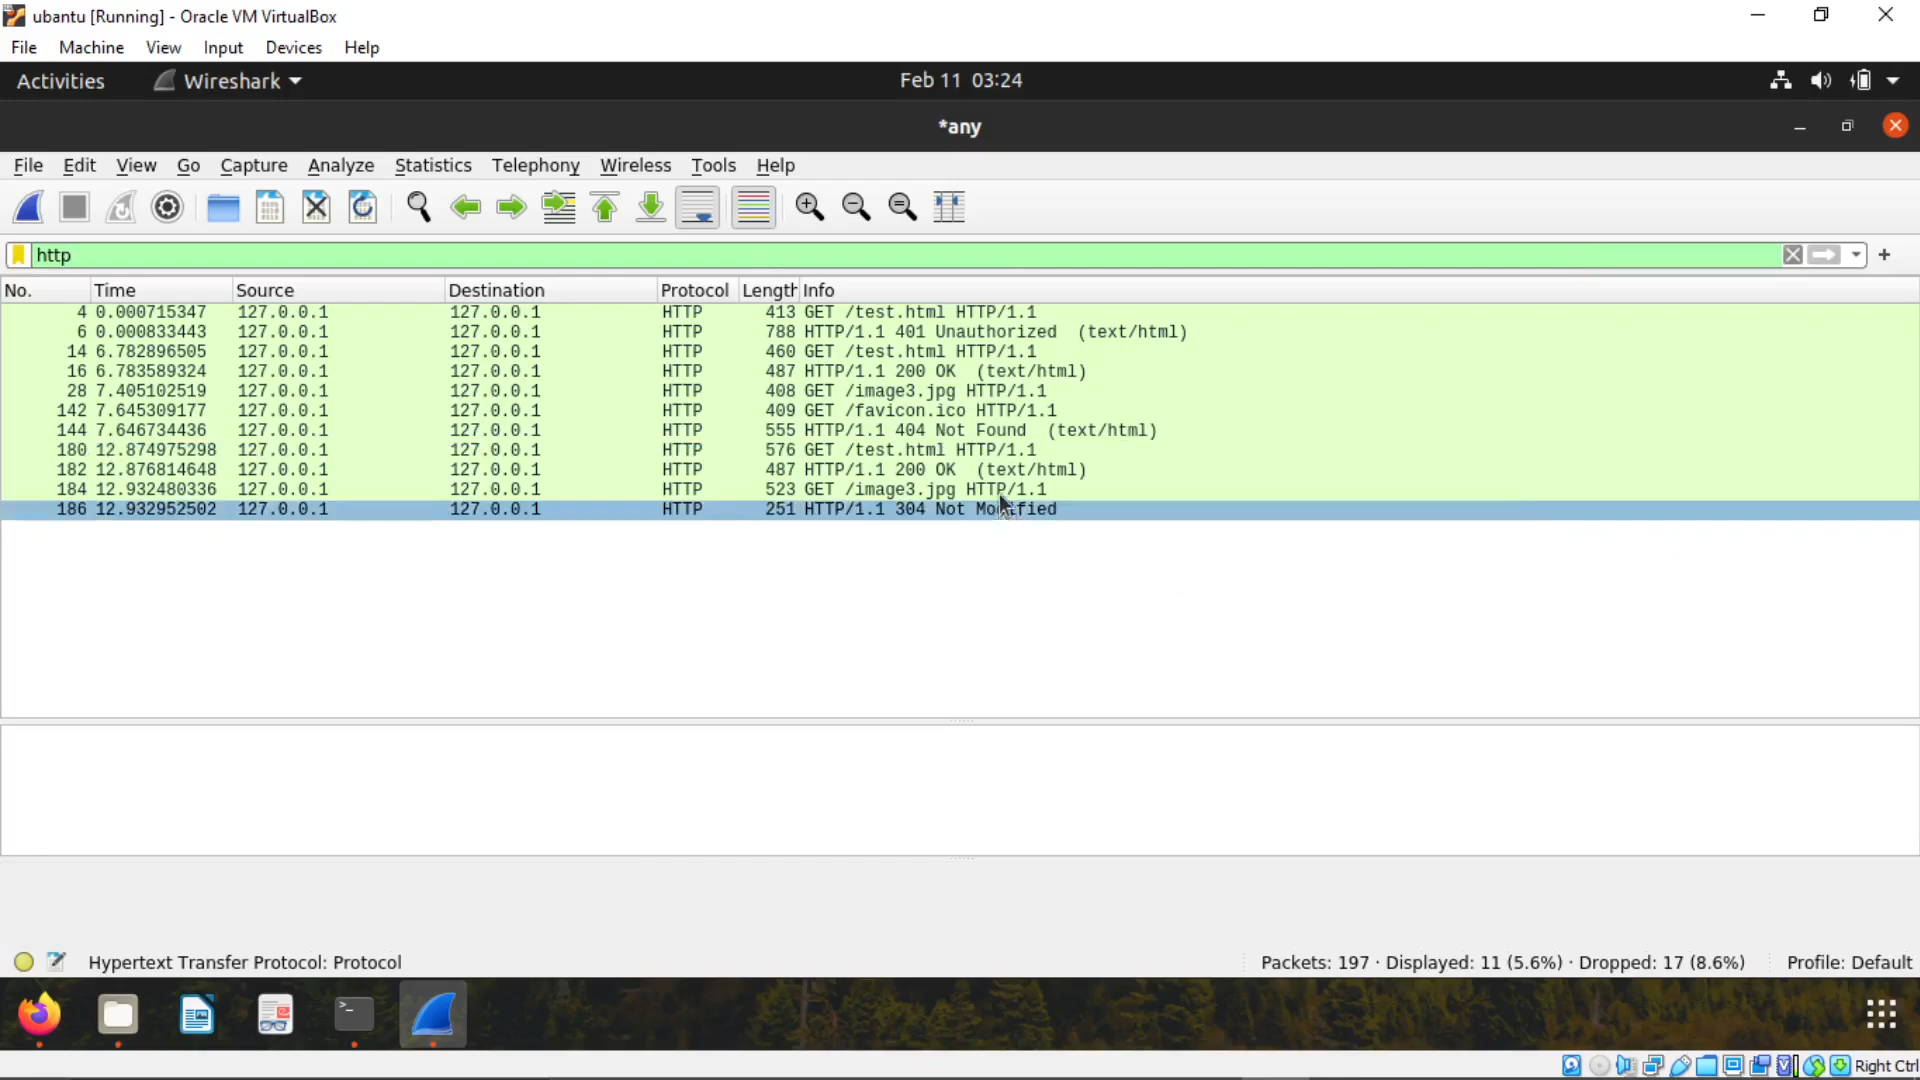 ubantu [Running] - Oracle VM VirtualBox
File Machine View Input Devices Help
Activities Wireshark Feb 11 03:24
*any
File Edit View Go Capture Analyze Statistics Telephony Wireless Tools Help
http
No. Time Source Destination Protocol Length Info
4 0.000715347 127.0.0.1 127.0.0.1 HTTP 413 GET /test.html HTTP/1.1
6 0.000833443 127.0.0.1 127.0.0.1 HTTP 788 HTTP/1.1 401 Unauthorized (text/html)
14 6.782896505 127.0.0.1 127.0.0.1 HTTP 460 GET /test.html HTTP/1.1
16 6.783589324 127.0.0.1 127.0.0.1 HTTP 487 HTTP/1.1 200 OK (text/html)
28 7.405102519 127.0.0.1 127.0.0.1 HTTP 408 GET /image3.jpg HTTP/1.1
142 7.645309177 127.0.0.1 127.0.0.1 HTTP 409 GET /favicon.ico HTTP/1.1
144 7.646734436 127.0.0.1 127.0.0.1 HTTP 555 HTTP/1.1 404 Not Found (text/html)
180 12.874975298 127.0.0.1 127.0.0.1 HTTP 576 GET /test.html HTTP/1.1
182 12.876814648 127.0.0.1 127.0.0.1 HTTP 487 HTTP/1.1 200 OK (text/html)
184 12.932480336 127.0.0.1 127.0.0.1 HTTP 523 GET /image3.jpg HTTP/1.1
186 12.932952502 127.0.0.1 127.0.0.1 HTTP 251 HTTP/1.1 304 Not Modified
Hypertext Transfer Protocol: Protocol Packets: 197 · Displayed: 11 (5.6%) · Dropped: 17 (8.6%) Profile: Default
Right Ctrl